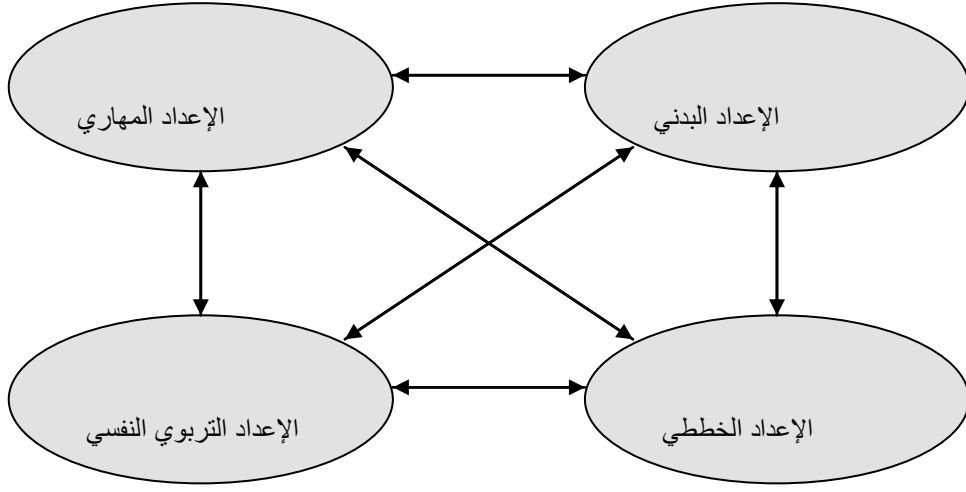 الإعداد البدني
الإعداد المهاري
الإعداد الخططي
الإعداد التربوي النفسي